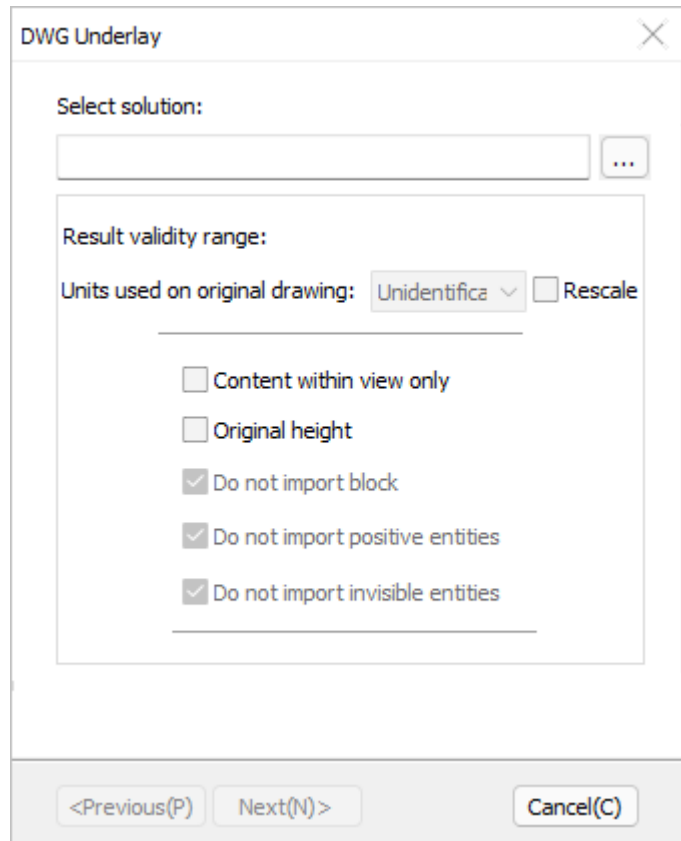 DWG Underlay
Select solution:
...
Result validity range:
Units used on original drawing: Unidentifica Rescale
Content within view only
Original height
Do not import block
Do not import positive entities
Do not import invisible entities
<Previous(P) Next(N)> Cancel(C)